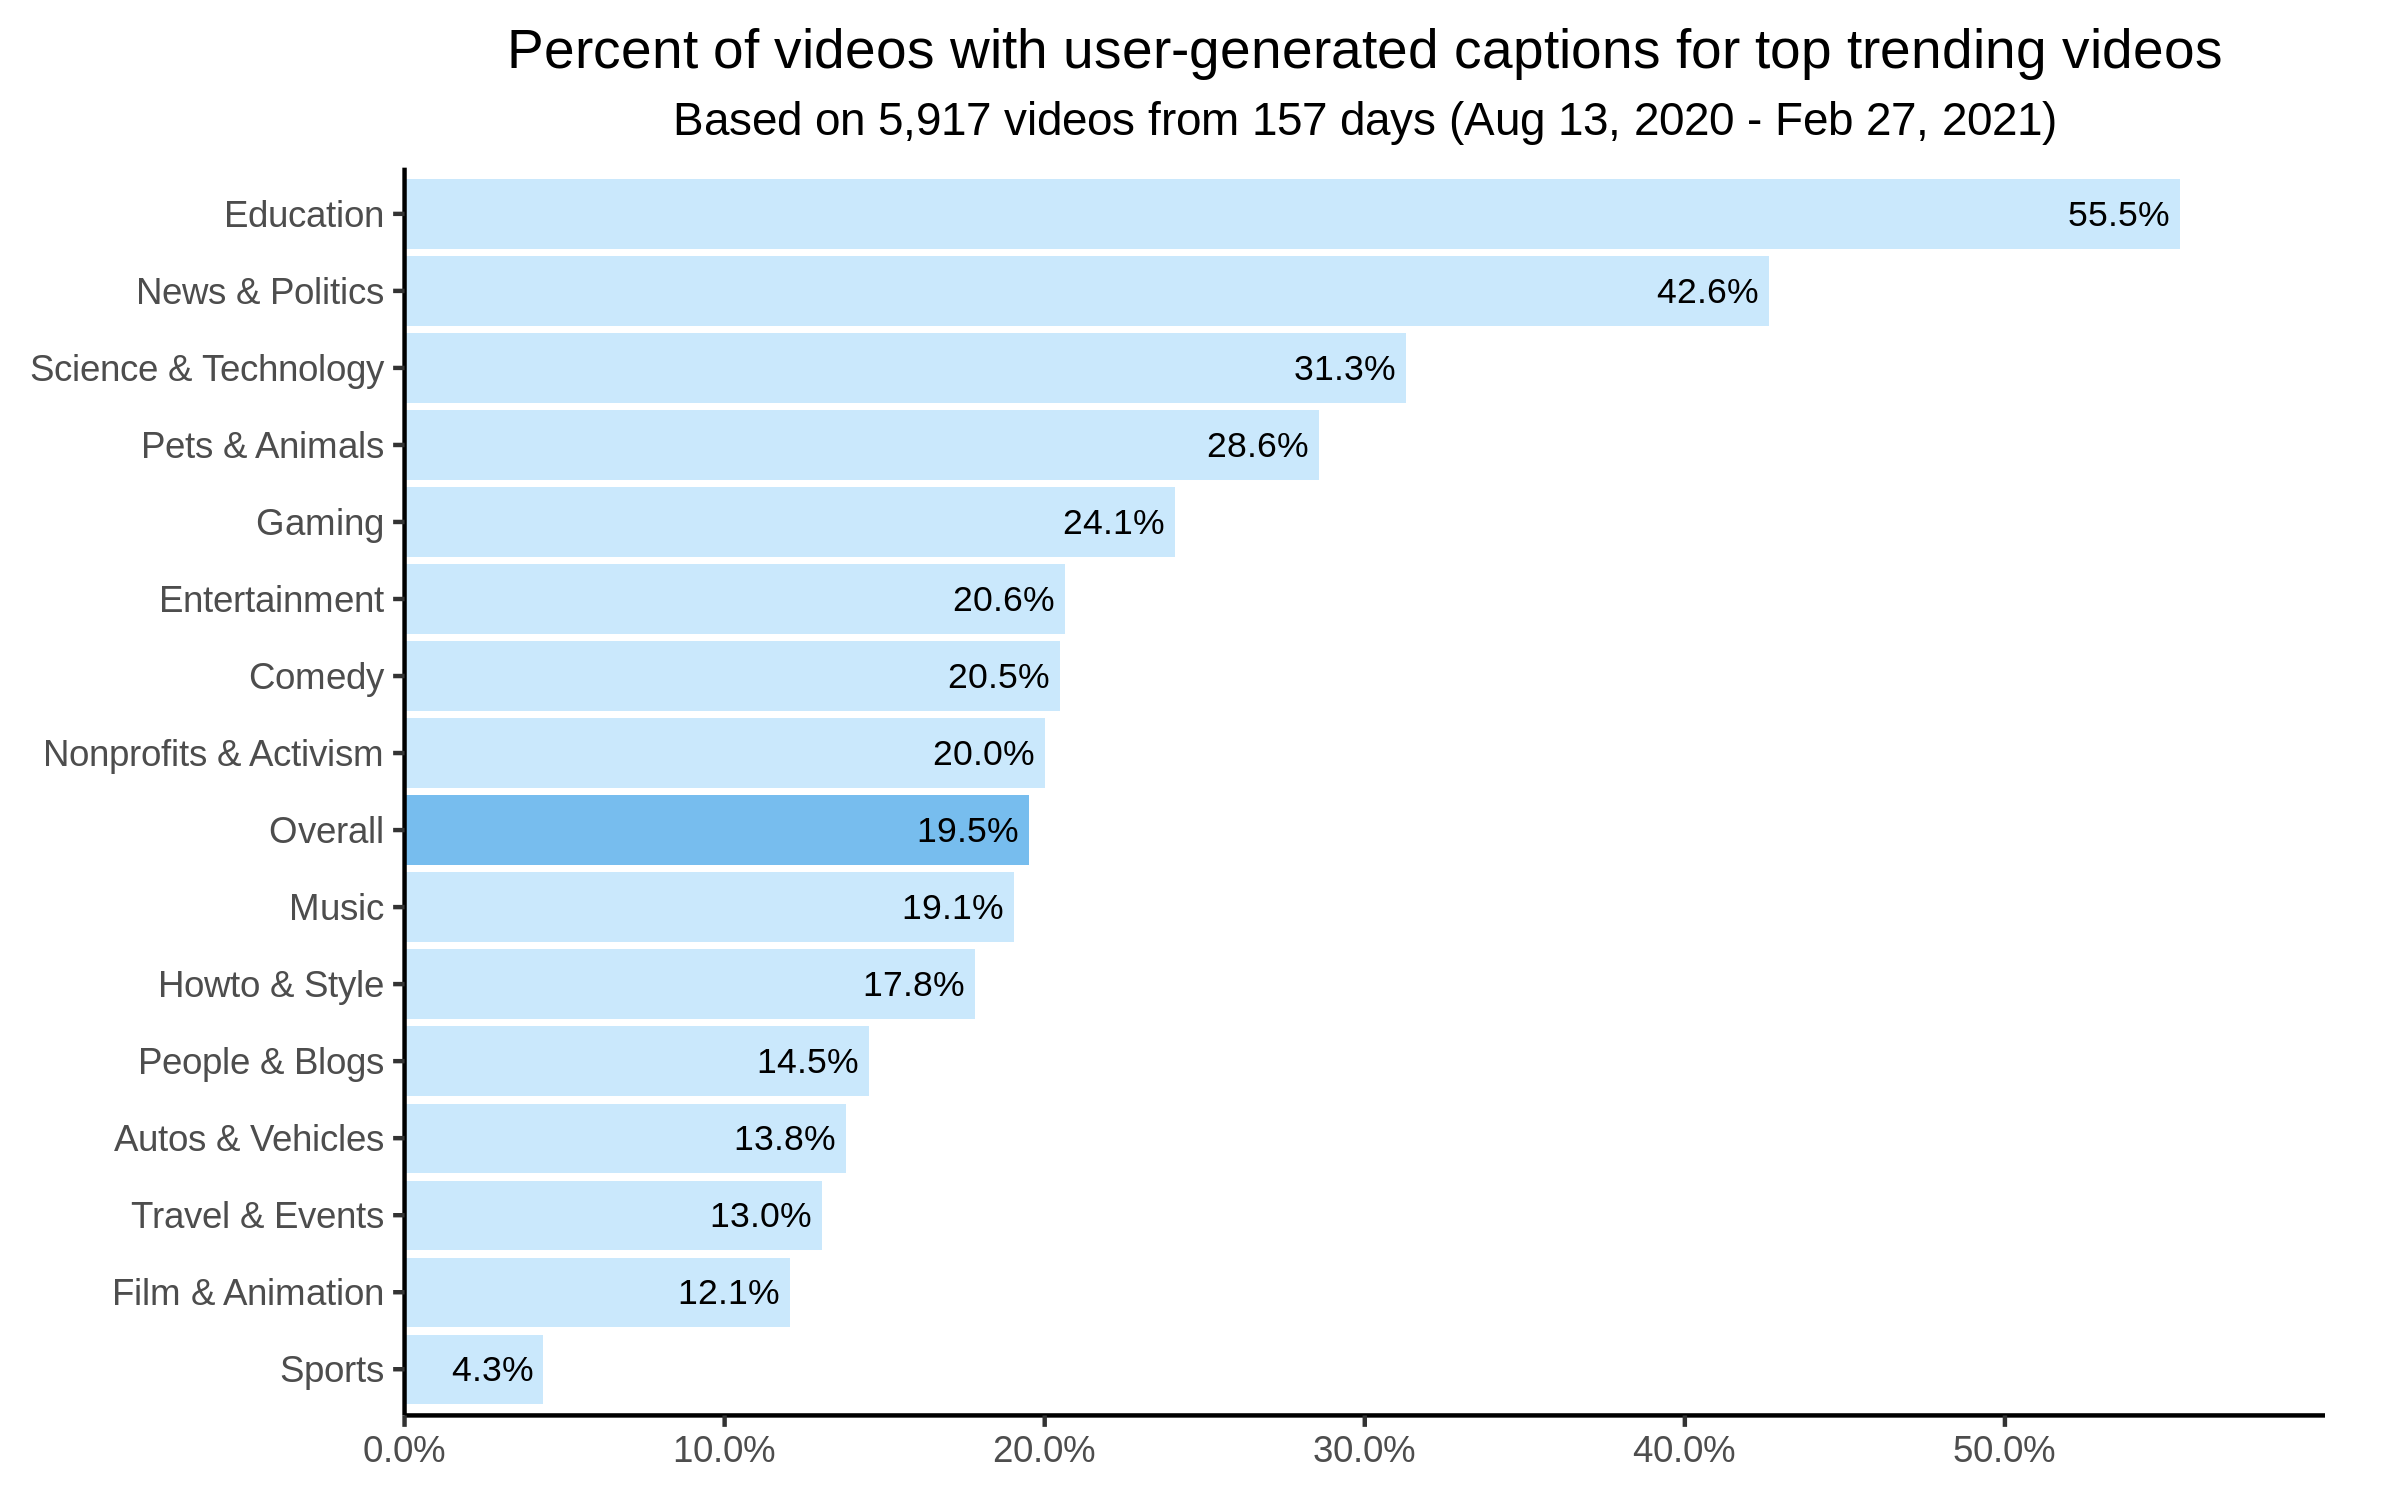 Percent of videos with user-generated captions for top trending videos
Based on 5,917 videos from 157 days (Aug 13, 2020 - Feb 27, 2021)
Education 55.5%
News & Politics 42.6%
Science & Technology 31.3%
Pets & Animals 28.6%
Gaming 24.1%
Entertainment 20.6%
Comedy 20.5%
Nonprofits & Activism 20.0%
Overall 19.5%
Music 19.1%
Howto & Style 17.8%
People & Blogs 14.5%
Autos & Vehicles 13.8%
Travel & Events 13.0%
Film & Animation 12.1%
Sports 4.3%
0.0% 10.0% 20.0% 30.0% 40.0% 50.0%